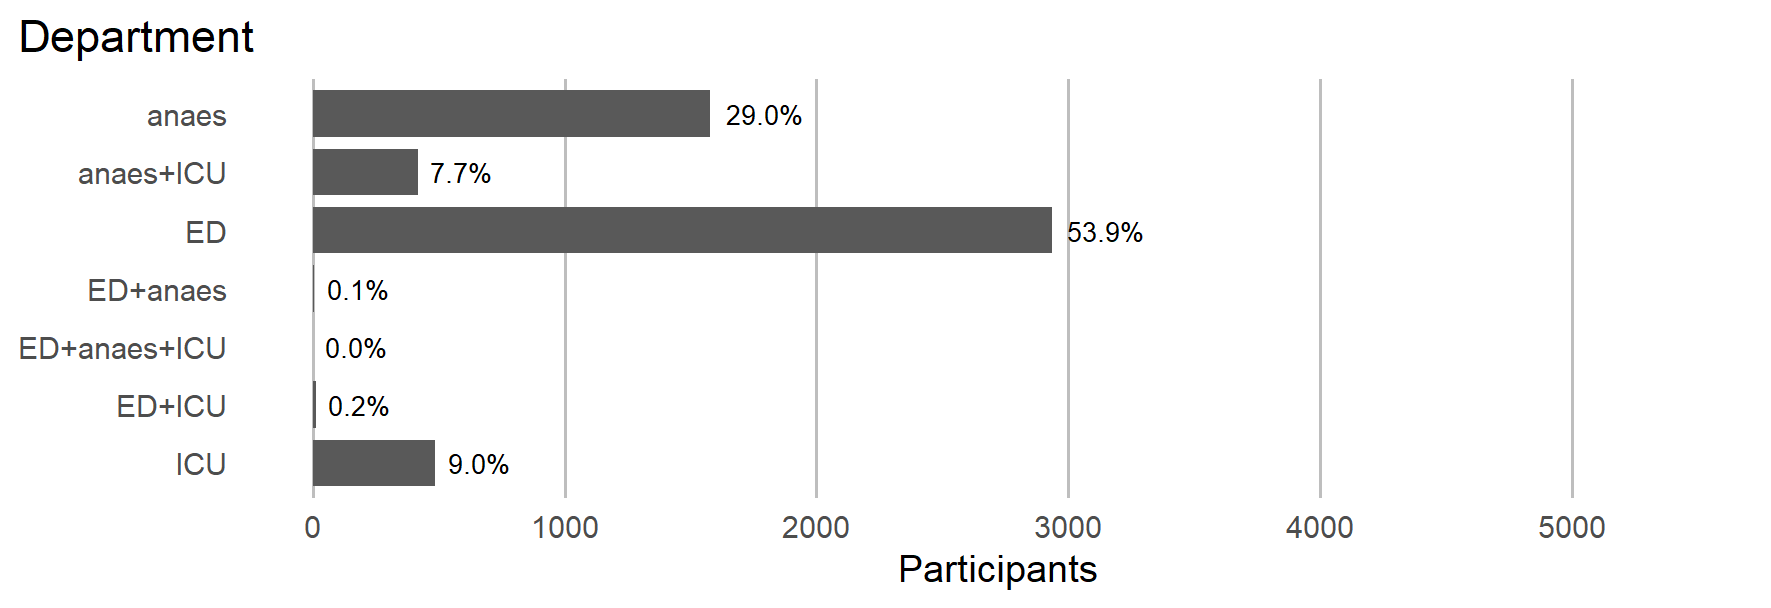 Department
anaes 29.0%
anaes+ICU 7.7%
ED 53.9%
ED+anaes 0.1%
ED+anaes+ICU 0.0%
ED+ICU 0.2%
ICU 9.0%
0 1000 2000 3000 4000 5000
Participants